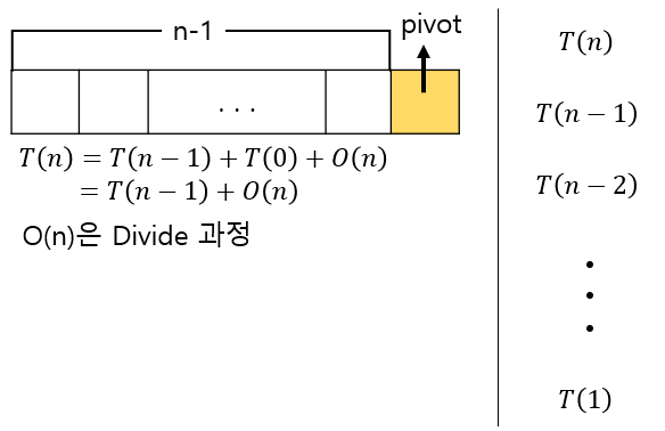 n-1
pivot
. . .
T(n) = T(n − 1) + T(0) + O(n)
= T(n − 1) + O(n)
O(n)은 Divide 과정
T(n)
T(n − 1)
T(n − 2)
T(1)